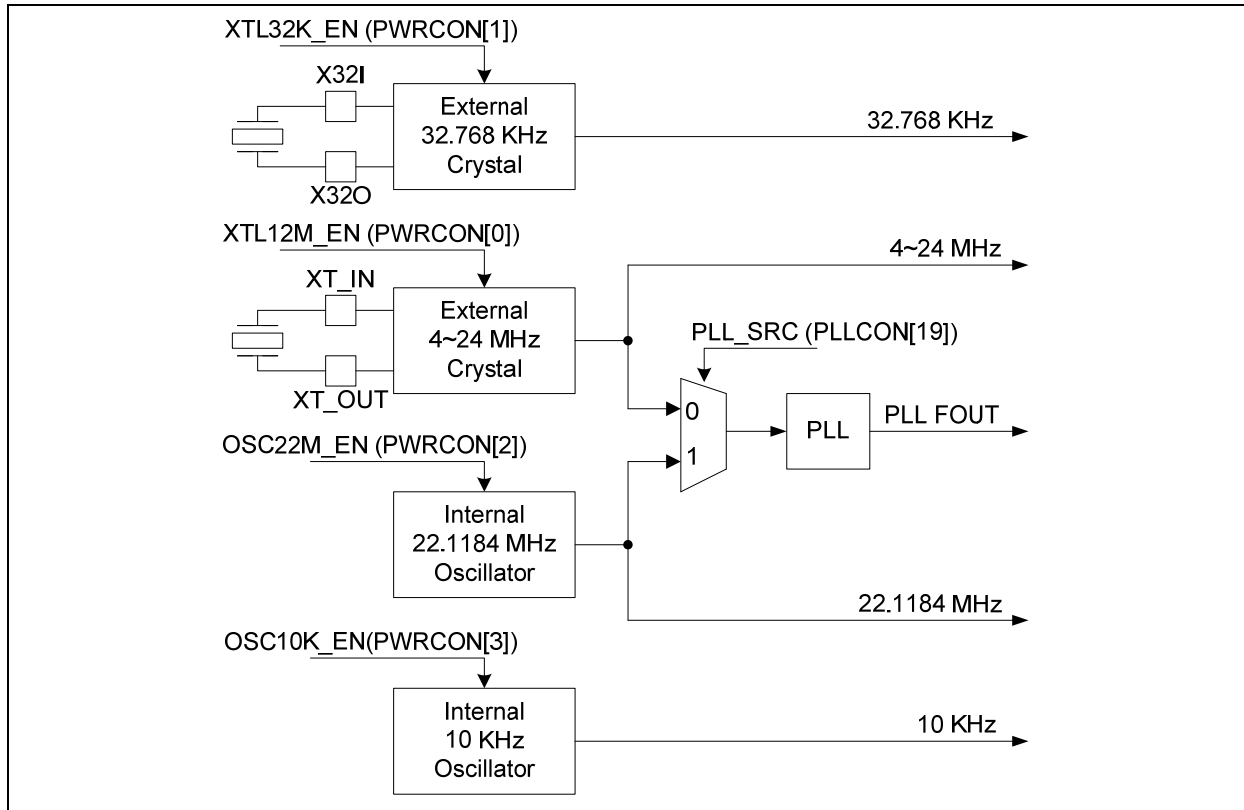 XTL32K_EN (PWRCON[1])
X32I
External
32.768 KHz
Crystal
32.768 KHz
X32O
XTL12M_EN (PWRCON[0])
4~24 MHz
XT_IN
External
4~24 MHz
Crystal
PLL_SRC (PLLCON[19])
XT_OUT
0
PLL
PLL FOUT
OSC22M_EN (PWRCON[2])
1
Internal
22.1184 MHz
Oscillator
22.1184 MHz
OSC10K_EN(PWRCON[3])
Internal
10 KHz
Oscillator
10 KHz